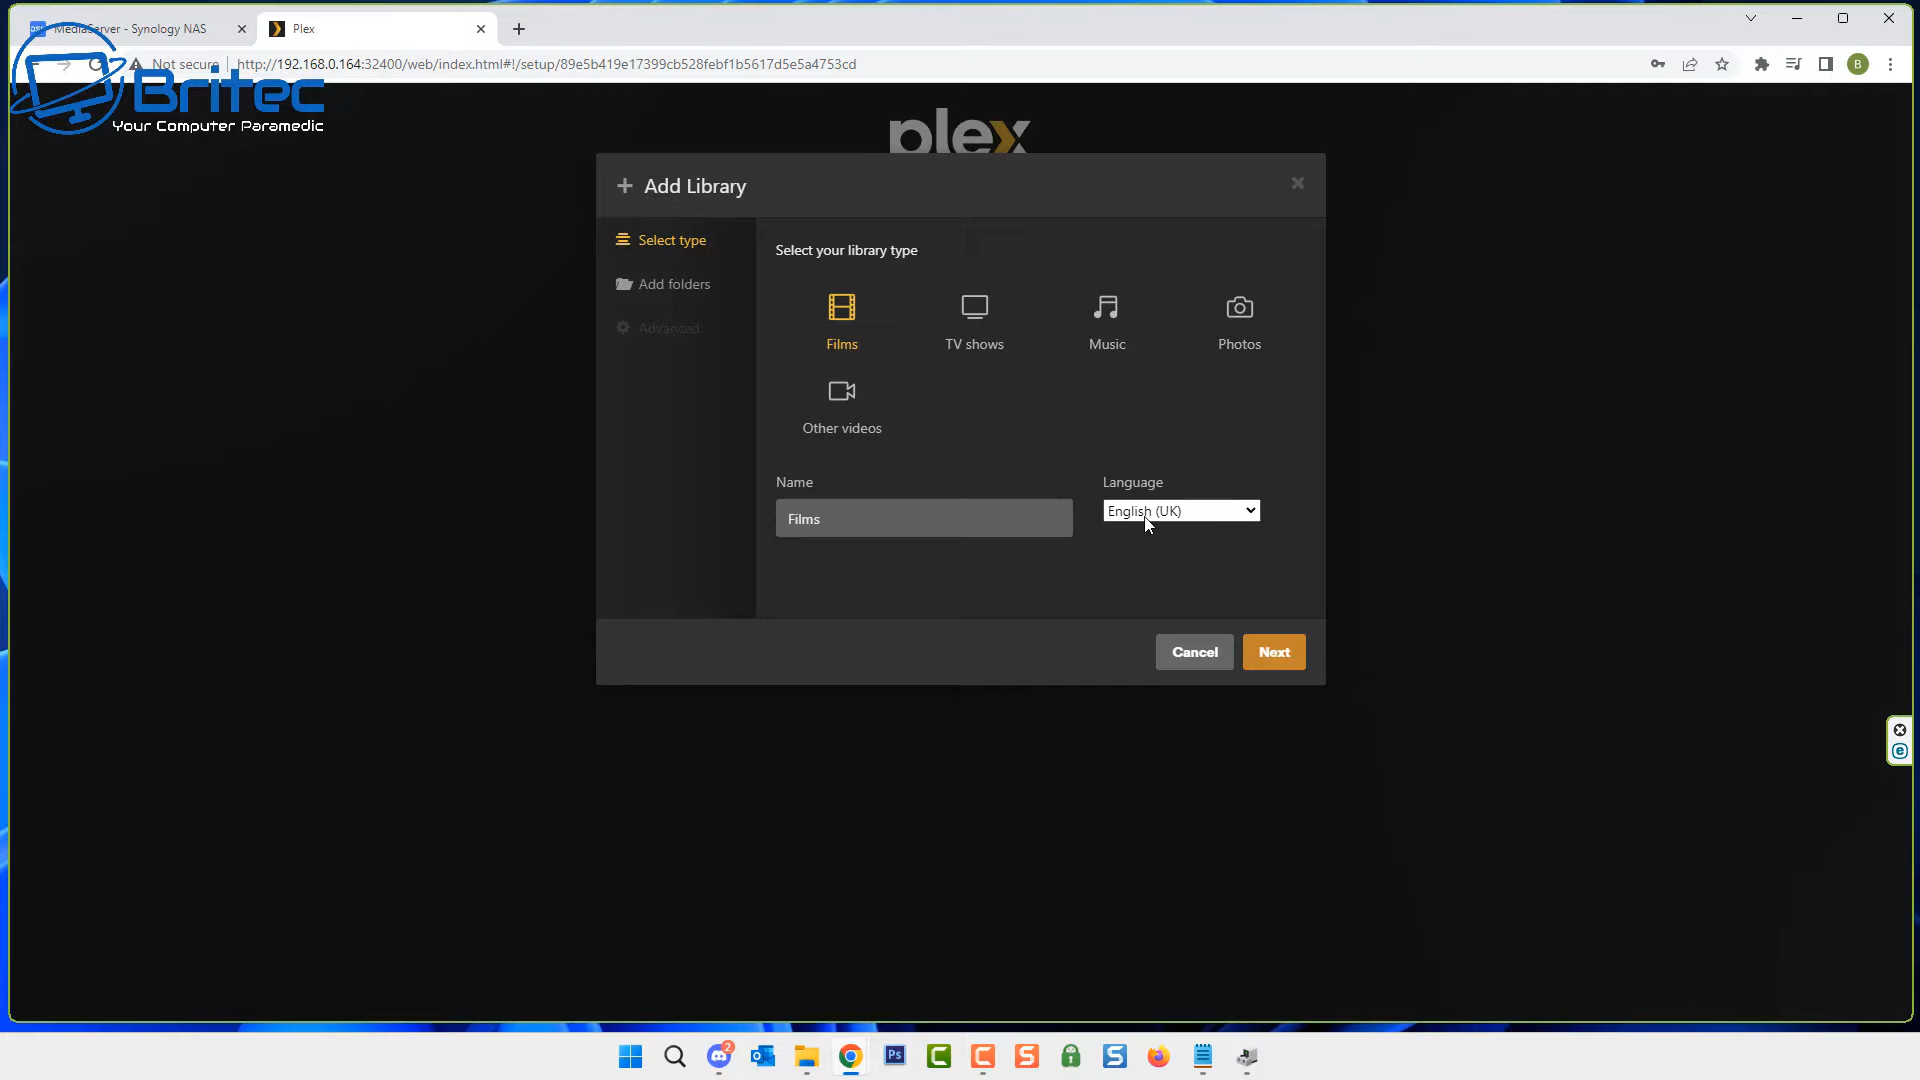 MediaServer - Synology NAS
Plex
Not secure
http://192.168.0.164:32400/web/index.html#!/setup/89e5b419e17399cb528febf1b5617d5e5a4753cd
B
Britec
Your Computer Paramedic
plex
Add Library
Select type
Add folders
Advanced
Select your library type
Films
TV shows
Music
Photos
Other videos
Name
Language
Films
English (UK)
Cancel
Next
2
Ps